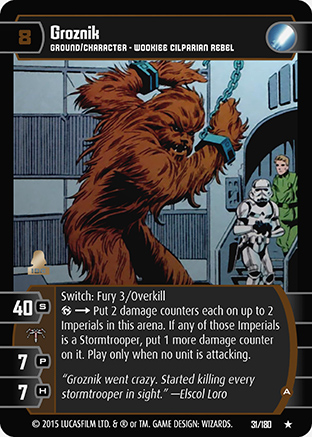 8
Groznik
GROUND/CHARACTER - WOOKIEE CILPARIAN REBEL
40 S
7 P
7 H
Switch: Fury 3/Overkill
Put 2 damage counters each on up to 2
Imperials in this arena. If any of those Imperials
is a Stormtrooper, put 1 more damage counter
on it. Play only when no unit is attacking.
“Groznik went crazy. Started killing every
stormtrooper in sight.” —Elscol Loro
A
© 2015 LUCASFILM LTD. & ® or TM. GAME DESIGN: WIZARDS.
31/180